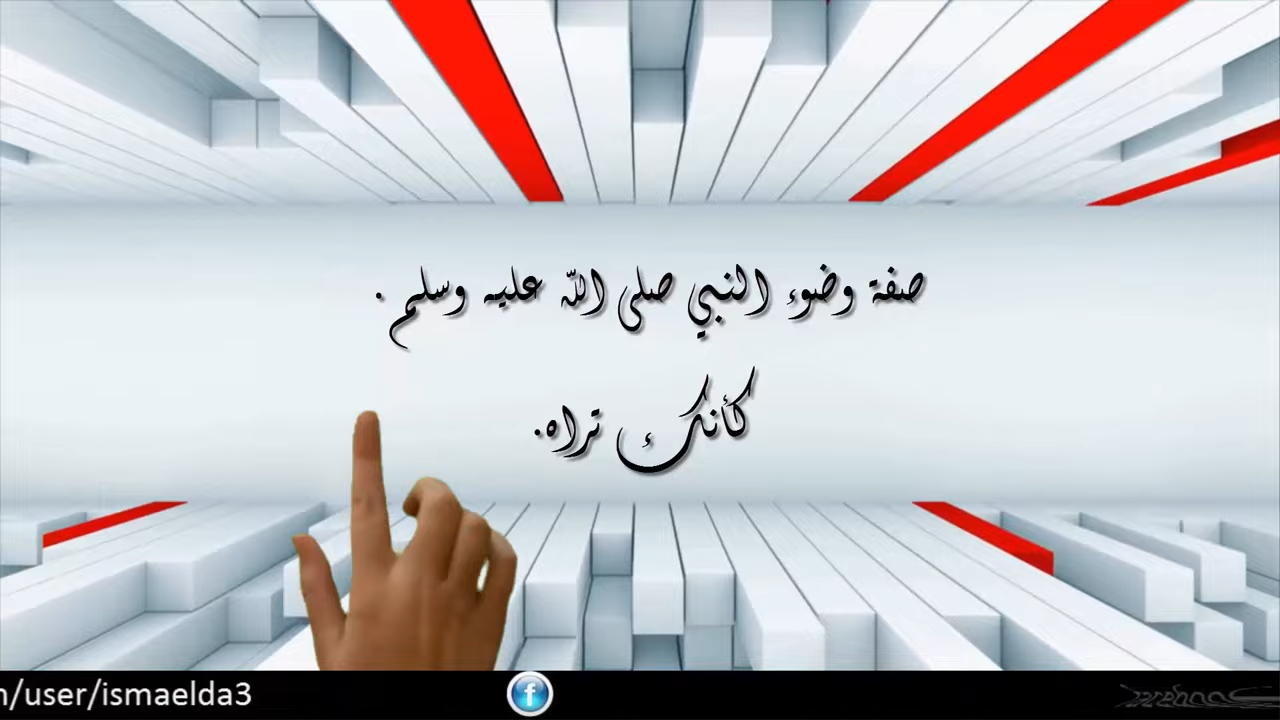 صفة وضوء النبي صلى الله عليه وسلم .
كأنك تراه.
n/user/ismaelda3